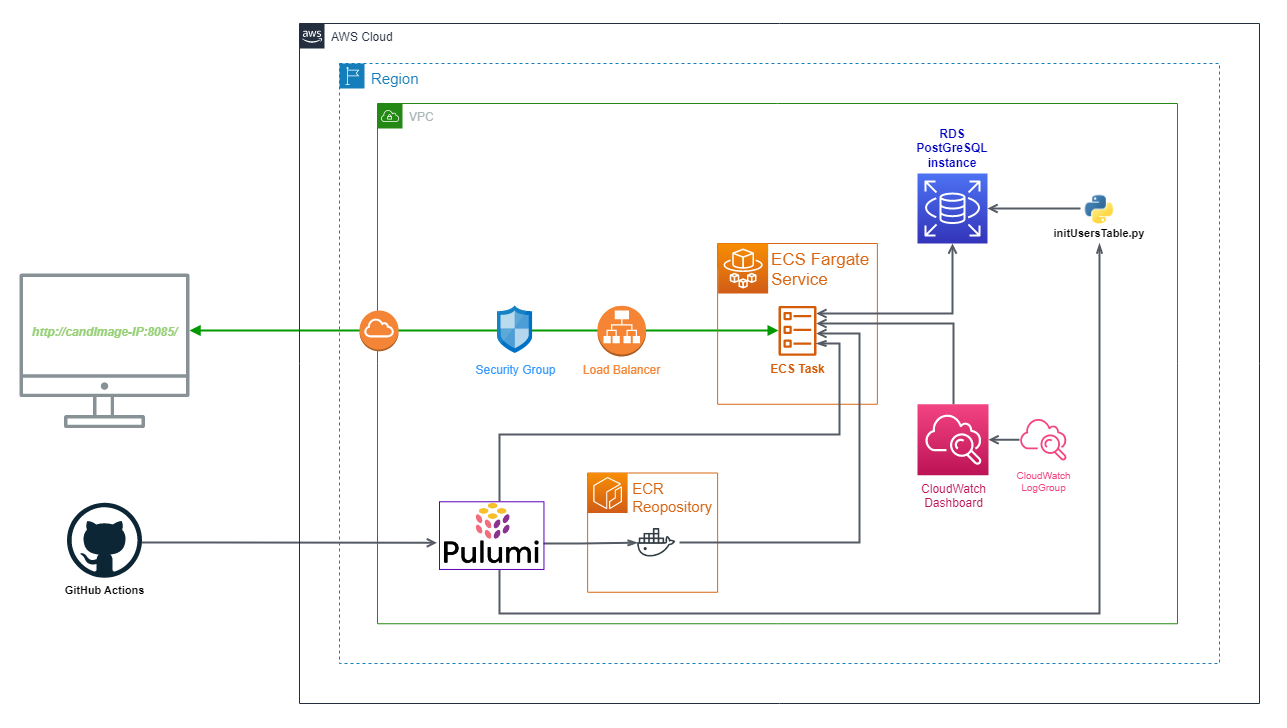 aws
AWS Cloud
Region
VPC
RDS
PostGreSQL
instance
initUsersTable.py
ECS Fargate
Service
http://candImage-IP:8085/
Security Group
Load Balancer
ECS Task
CloudWatch
Dashboard
CloudWatch
LogGroup
ECR
Reopository
Pulumi
GitHub Actions